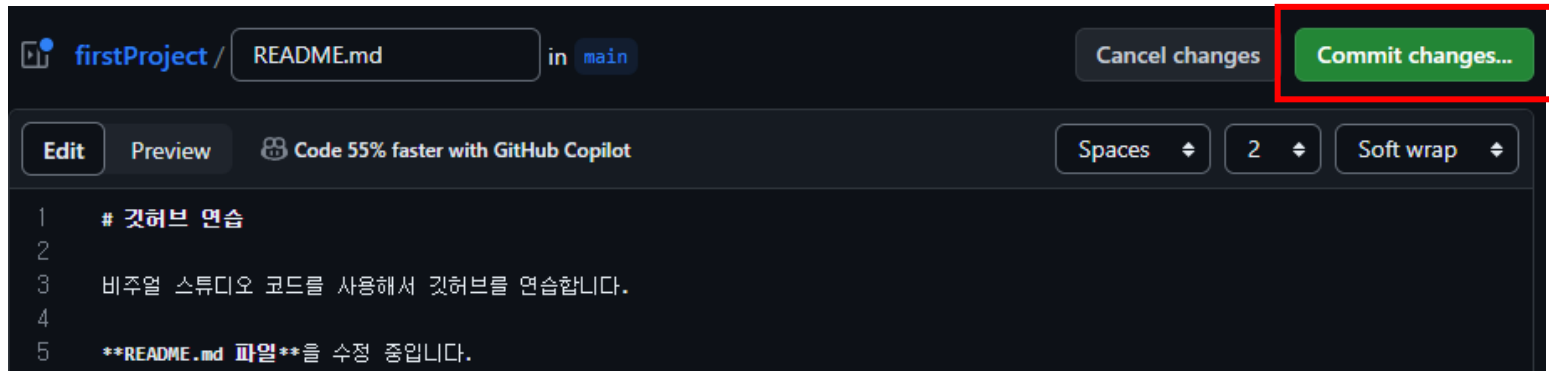 firstProject / README.md in main Cancel changes Commit changes...
Edit Preview Code 55% faster with GitHub Copilot Spaces 2 Soft wrap
1 # 깃허브 연습
2
3 비주얼 스튜디오 코드를 사용해서 깃허브를 연습합니다.
4
5 **README.md 파일**을 수정 중입니다.